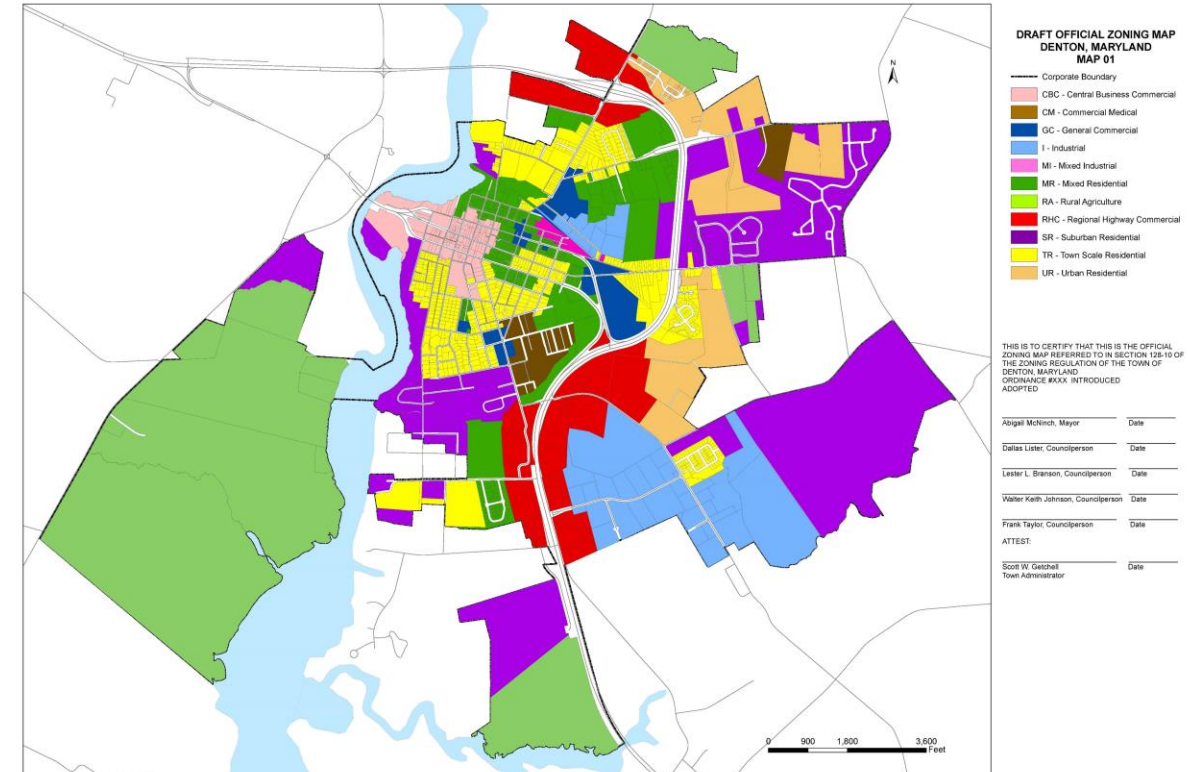 DRAFT OFFICIAL ZONING MAP
DENTON, MARYLAND
MAP 01
N
Corporate Boundary
CBC - Central Business Commercial
CM - Commercial Medical
GC - General Commercial
I - Industrial
MI - Mixed Industrial
MR - Mixed Residential
RA - Rural Agriculture
RHC - Regional Highway Commercial
SR - Suburban Residential
TR - Town Scale Residential
UR - Urban Residential
THIS IS TO CERTIFY THAT THIS IS THE OFFICIAL
ZONING MAP REFERRED TO IN SECTION 128-10 OF
THE ZONING REGULATION OF THE TOWN OF
DENTON, MARYLAND
ORDINANCE #XXX INTRODUCED
ADOPTED
Abigail McNinch, Mayor Date
Dallas Lister, Councilperson Date
Lester L. Branson, Councilperson Date
Walter Keith Johnson, Councilperson Date
Frank Taylor, Councilperson Date
ATTEST:
Scott W. Getchell Date
Town Administrator
0 900 1,800 3,600
Feet